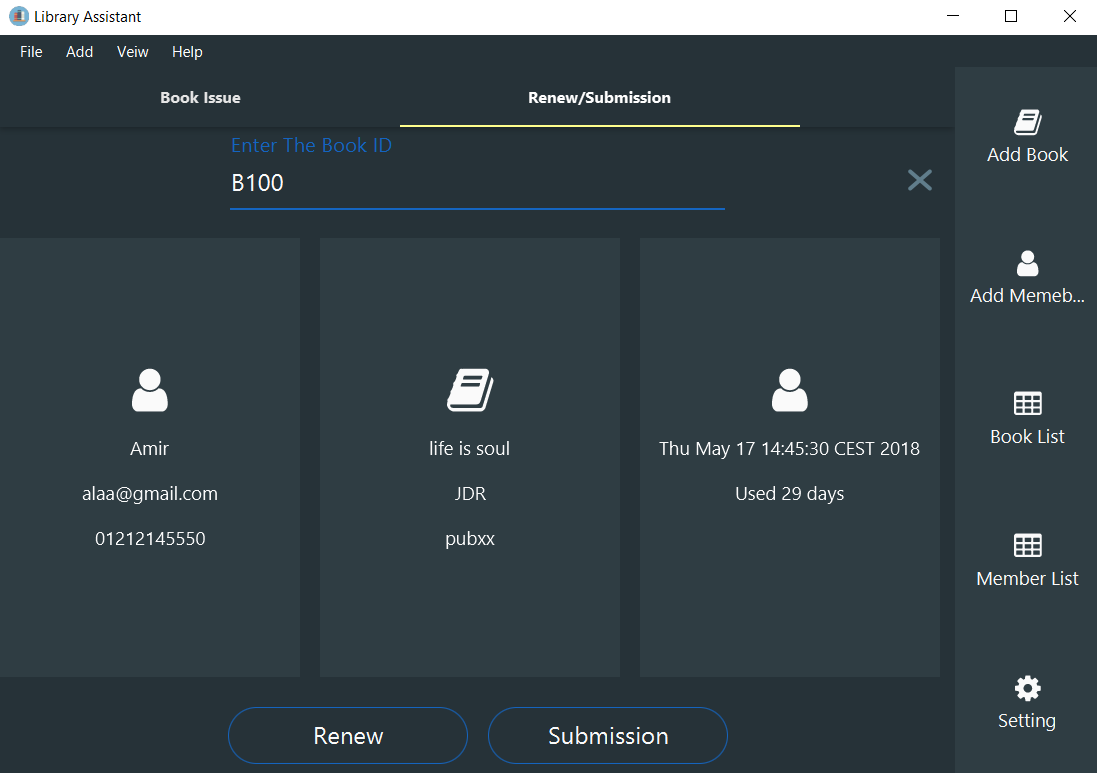 Library Assistant
File Add Veiw Help
Book Issue
Renew/Submission
Enter The Book ID
B100
Amir
alaa@gmail.com
01212145550
life is soul
JDR
pubxx
Thu May 17 14:45:30 CEST 2018
Used 29 days
Renew
Submission
Add Book
Add Memeb...
Book List
Member List
Setting